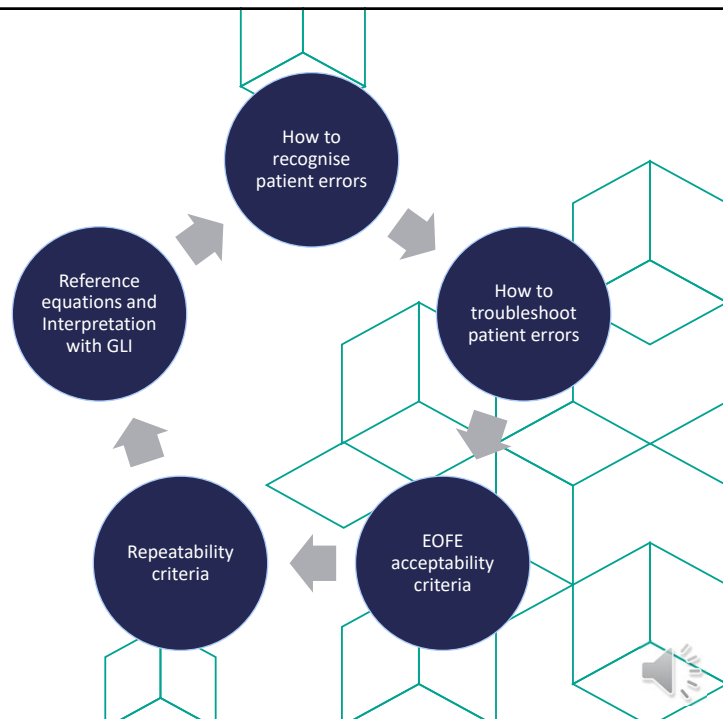 How to
recognise
patient errors
How to
troubleshoot
patient errors
EOFE
acceptability
criteria
Repeatability
criteria
Reference
equations and
Interpretation
with GLI